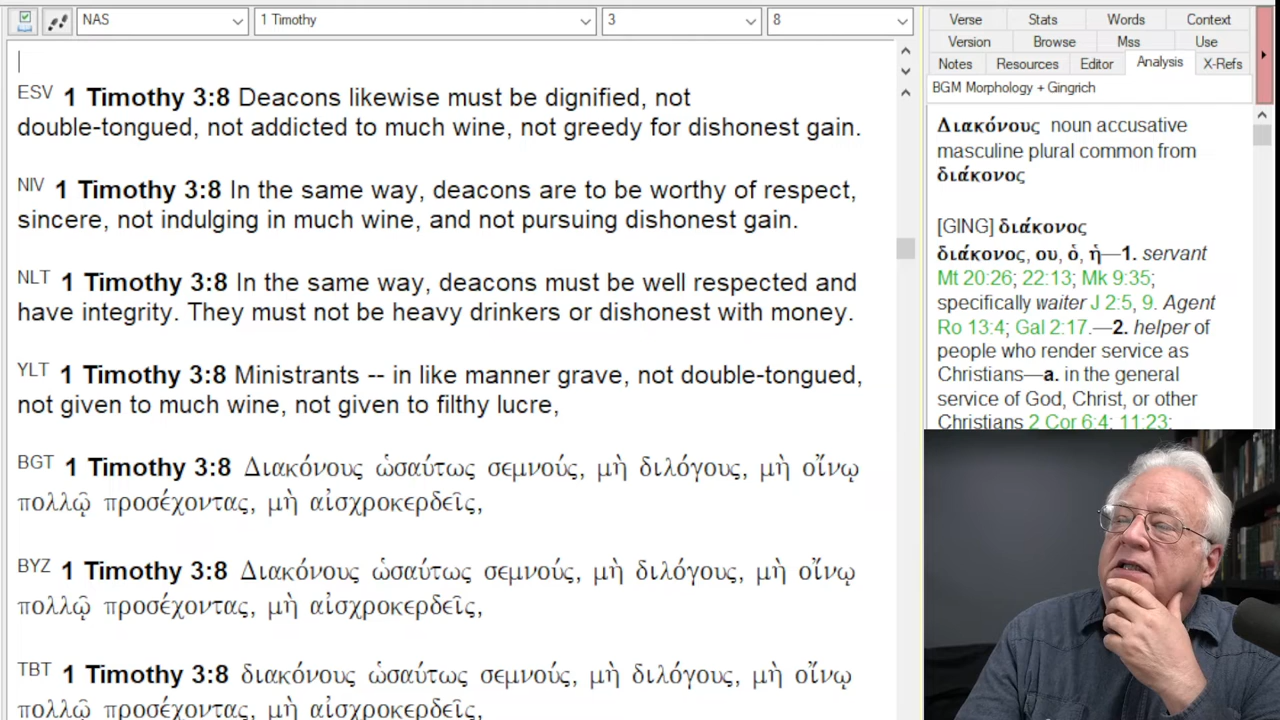 NAS 1 Timothy 3 8
ESV 1 Timothy 3:8 Deacons likewise must be dignified, not
double-tongued, not addicted to much wine, not greedy for dishonest gain.
NIV 1 Timothy 3:8 In the same way, deacons are to be worthy of respect,
sincere, not indulging in much wine, and not pursuing dishonest gain.
NLT 1 Timothy 3:8 In the same way, deacons must be well respected and
have integrity. They must not be heavy drinkers or dishonest with money.
YLT 1 Timothy 3:8 Ministrants -- in like manner grave, not double-tongued,
not given to much wine, not given to filthy lucre,
BGT 1 Timothy 3:8 Διακόνους ὡσαύτως σεμνούς, μὴ διλόγους, μὴ οἴνῳ
πολλῷ προσέχοντας, μὴ αἰσχροκερδεῖς,
BYZ 1 Timothy 3:8 Διακόνους ὡσαύτως σεμνούς, μὴ διλόγους, μὴ οἴνῳ
πολλῷ προσέχοντας, μὴ αἰσχροκερδεῖς,
TBT 1 Timothy 3:8 διακόνους ὡσαύτως σεμνούς, μὴ διλόγους, μὴ οἴνῳ
πολλῷ προσέχοντας, μὴ αἰσχροκερδεῖς,
Verse Stats Words Context
Version Browse Mss Use
Notes Resources Editor Analysis X-Refs
BGM Morphology + Gingrich
Διακόνους noun accusative
masculine plural common from
διάκονος
[GING] διάκονος
διάκονος, ου, ὁ, ἡ—1. servant
Mt 20:26; 22:13; Mk 9:35;
specifically waiter J 2:5, 9. Agent
Ro 13:4; Gal 2:17.—2. helper of
people who render service as
Christians—a. in the general
service of God, Christ, or other
Christians 2 Cor 6:4; 11:23;